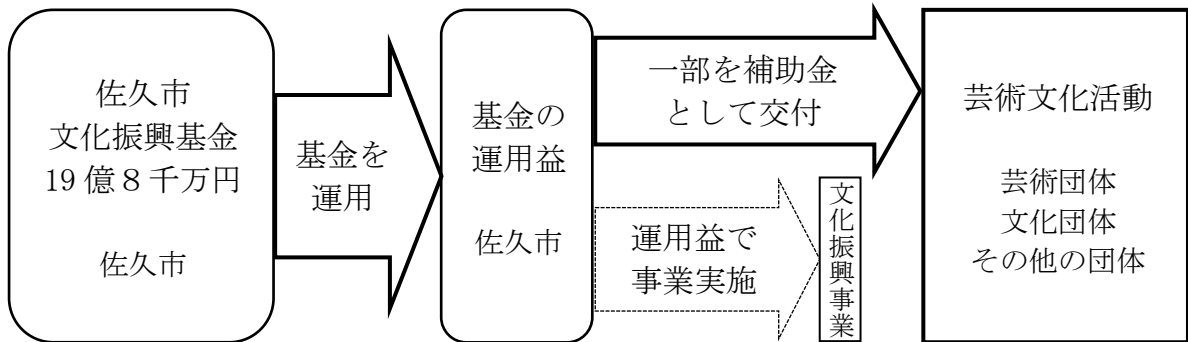 佐久市
文化振興基金
19億８千万円
佐久市
基金を
運用
基金の
運用益
佐久市
一部を補助金
として交付
運用益で
事業実施
文化振興事業
芸術文化活動
芸術団体
文化団体
その他の団体